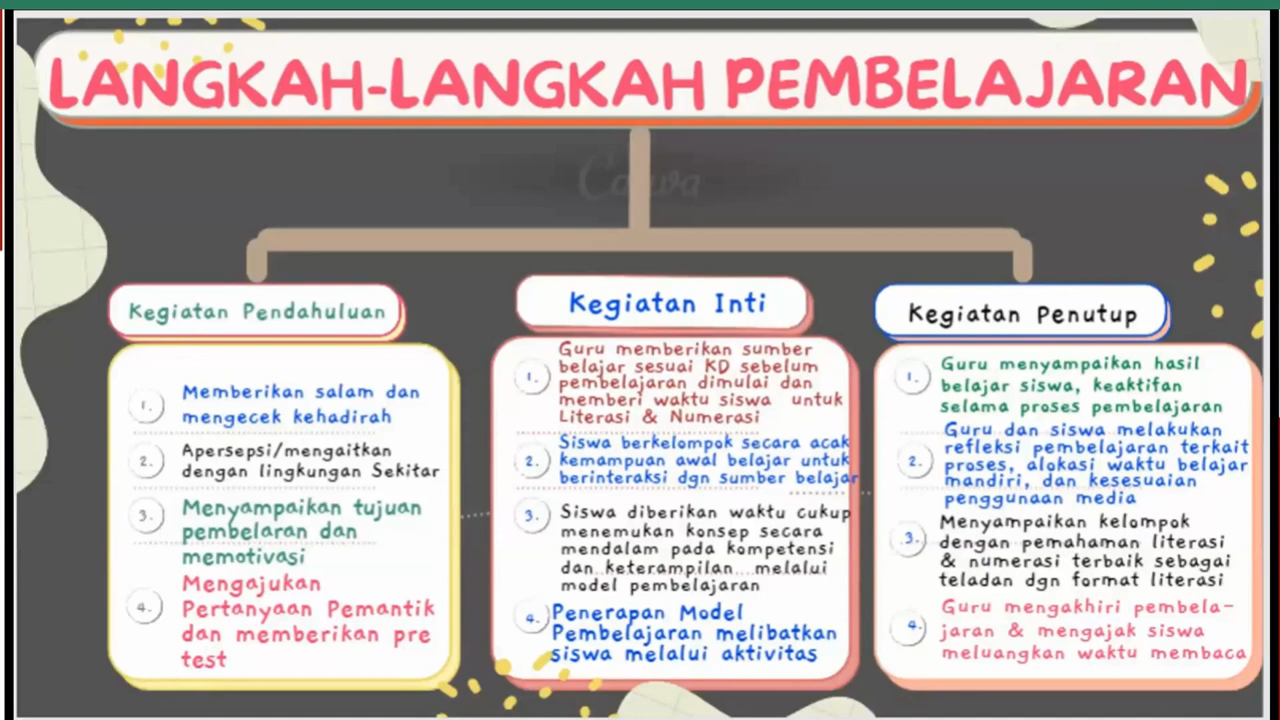 LANGKAH-LANGKAH PEMBELAJARAN
Canva
Kegiatan Pendahuluan
1.
Memberikan salam dan
mengecek kehadirah
2.
Apersepsi/mengaitkan
dengan lingkungan Sekitar
3.
Menyampaikan tujuan
pembelaran dan
memotivasi
4.
Mengajukan
Pertanyaan Pemantik
dan memberikan pre
test
Kegiatan Inti
1.
Guru memberikan sumber
belajar sesuai KD sebelum
pembelajaran dimulai dan
memberi waktu siswa untuk
Literasi & Numerasi
2.
Siswa berkelompok secara acak
kemampuan awal belajar untuk
berinteraksi dgn sumber belajar
3.
Siswa diberikan waktu cukup
menemukan konsep secara
mendalam pada kompetensi
dan keterampilan melalui
model pembelajaran
4.
Penerapan Model
Pembelajaran melibatkan
siswa melalui aktivitas
Kegiatan Penutup
1.
Guru menyampaikan hasil
belajar siswa, keaktifan
selama proses pembelajaran
2.
Guru dan siswa melakukan
refleksi pembelajaran terkait
proses, alokasi waktu belajar
mandiri, dan kesesuaian
penggunaan media
3.
Menyampaikan kelompok
dengan pemahaman literasi
& numerasi terbaik sebagai
teladan dgn format literasi
4.
Guru mengakhiri pembela-
jaran & mengajak siswa
meluangkan waktu membaca